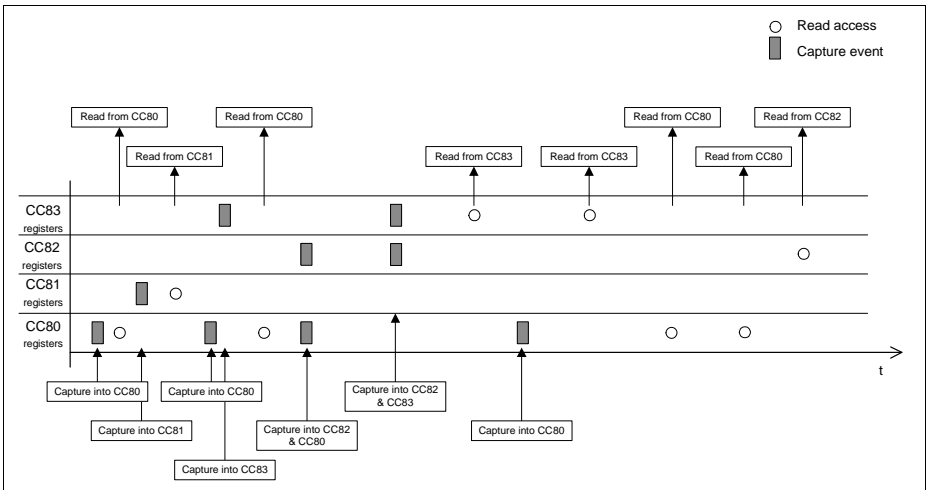 Read access
Capture event
Read from CC80
Read from CC80
Read from CC80
Read from CC82
Read from CC81
Read from CC83
Read from CC83
Read from CC80
CC83
registers
CC82
registers
CC81
registers
CC80
registers
t
Capture into CC80
Capture into CC80
Capture into CC82
& CC83
Capture into CC81
Capture into CC82
& CC80
Capture into CC80
Capture into CC83